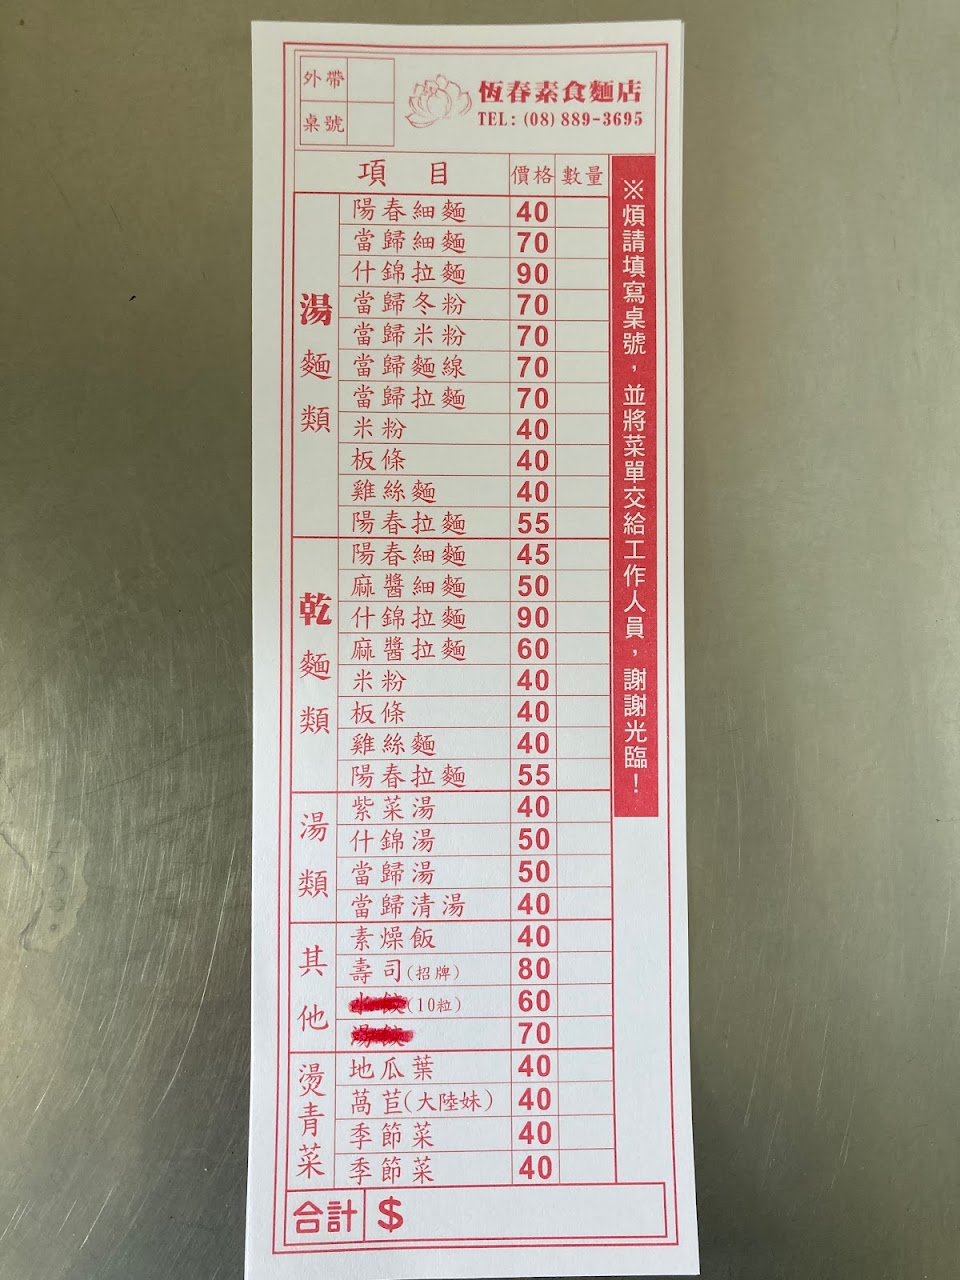 外帶
桌號
恆春素食麵店
TEL: (08) 889-3695
項 目 價格 數量
※煩請填寫桌號，並將菜單交給工作人員，謝謝光臨！
湯麵類
陽春細麵 40
當歸細麵 70
什錦拉麵 90
當歸冬粉 70
當歸米粉 70
當歸麵線 70
當歸拉麵 70
米粉 40
板條 40
雞絲麵 40
陽春拉麵 55
乾麵類
陽春細麵 45
麻醬細麵 50
什錦拉麵 90
麻醬拉麵 60
米粉 40
板條 40
雞絲麵 40
陽春拉麵 55
湯類
紫菜湯 40
什錦湯 50
當歸湯 50
當歸清湯 40
其他
素燥飯 40
壽司(招牌) 80
水餃(10粒) 60
湯餃 70
燙青菜
地瓜葉 40
萵苣(大陸妹) 40
季節菜 40
季節菜 40
合計 $